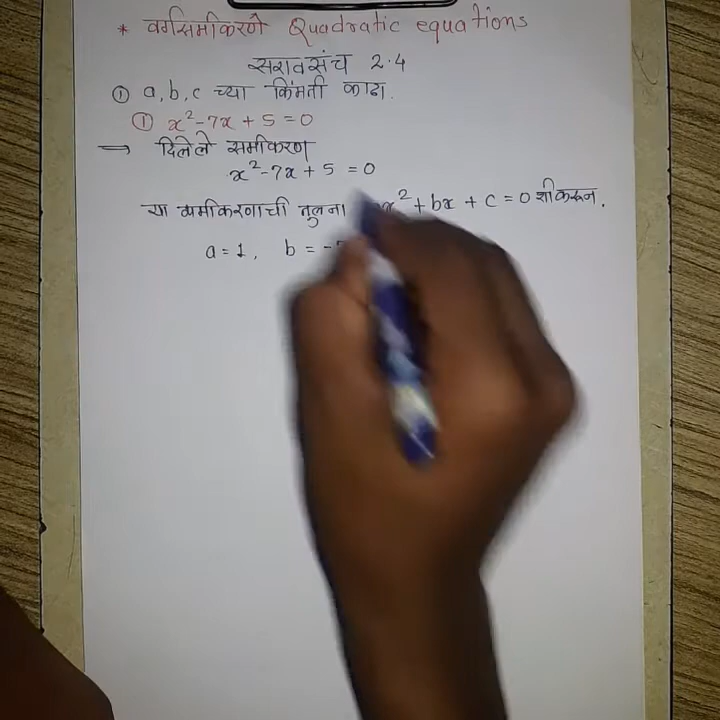 * वर्गसमीकरणे Quadratic equations
सरावसंच 2.4
① a, b, c च्या किंमती काढा.
① x² - 7x + 5 = 0
→ दिलेले समीकरण
x² - 7x + 5 = 0
या समीकरणाची तुलना x² + bx + c = 0 शी करून.
a = 1, b = -